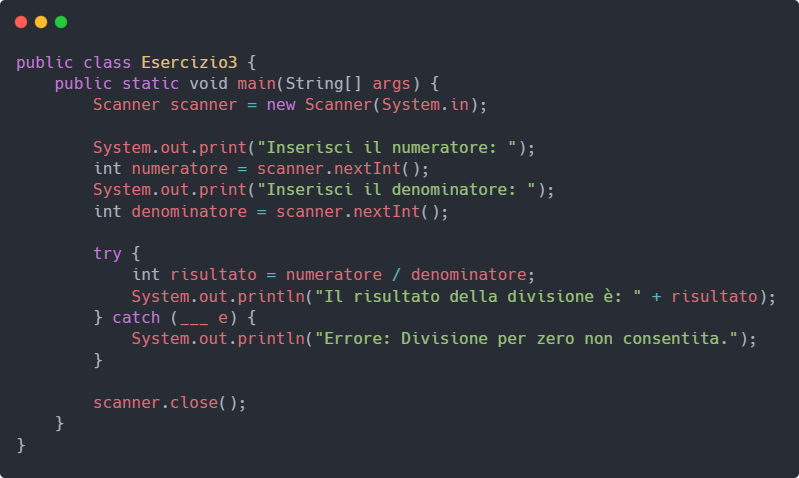 public class Esercizio3 {
    public static void main(String[] args) {
        Scanner scanner = new Scanner(System.in);

        System.out.print("Inserisci il numeratore: ");
        int numeratore = scanner.nextInt();
        System.out.print("Inserisci il denominatore: ");
        int denominatore = scanner.nextInt();

        try {
            int risultato = numeratore / denominatore;
            System.out.println("Il risultato della divisione è: " + risultato);
        } catch (___ e) {
            System.out.println("Errore: Divisione per zero non consentita.");
        }

        scanner.close();
    }
}